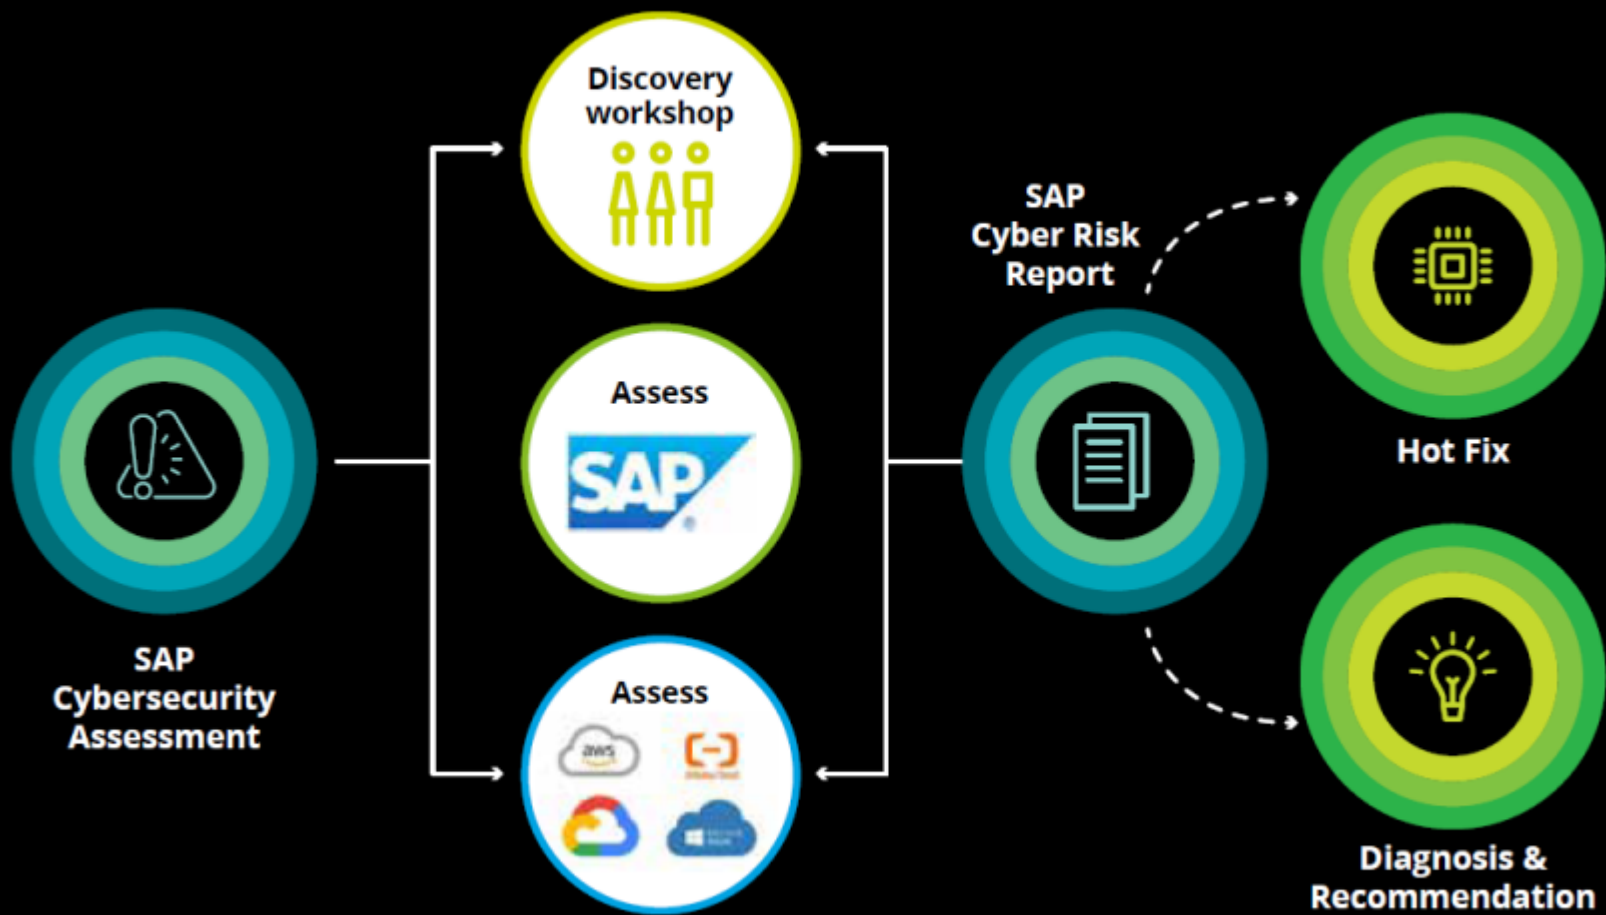 Discovery
workshop
SAP
Cyber Risk
Report
Assess
SAP
®
Hot Fix
SAP
Cybersecurity
Assessment
Assess
aws
Diagnosis &
Recommendation